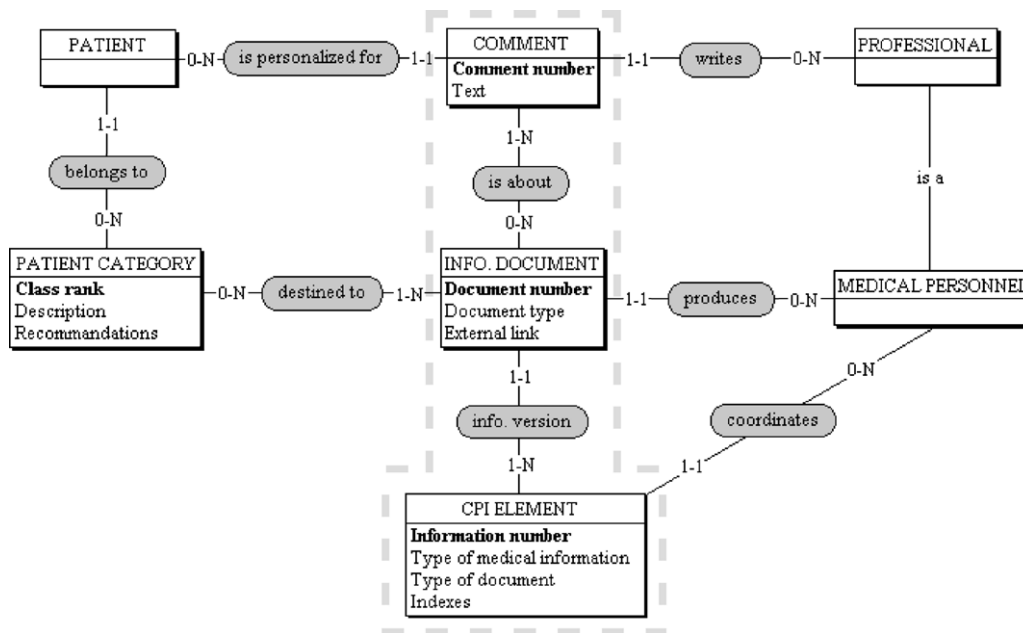 PATIENT
0-N
is personalized for
1-1
COMMENT
Comment number
Text
1-1
writes
0-N
PROFESSIONAL
1-1
belongs to
0-N
1-N
is about
0-N
is a
PATIENT CATEGORY
Class rank
Description
Recommandations
0-N
destined to
1-N
INFO. DOCUMENT
Document number
Document type
External link
1-1
produces
0-N
MEDICAL PERSONNEL
1-1
info. version
1-N
0-N
coordinates
1-1
CPI ELEMENT
Information number
Type of medical information
Type of document
Indexes